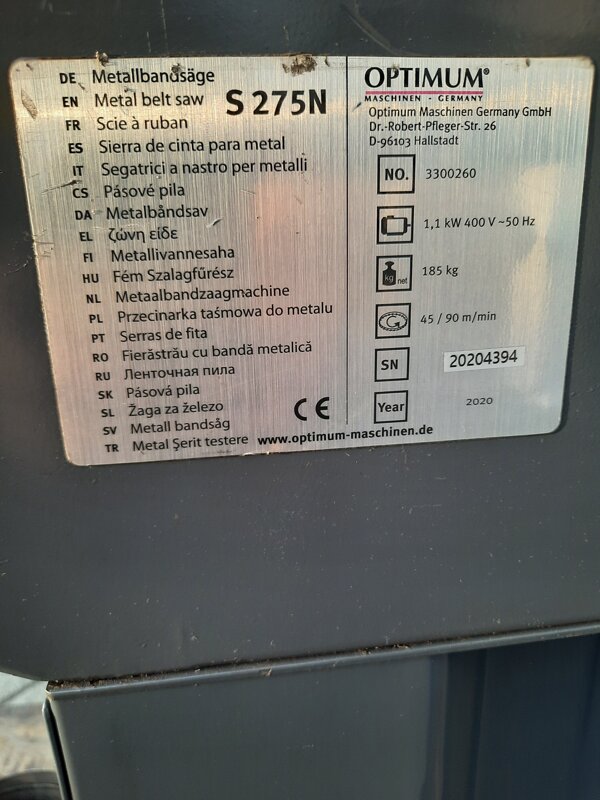 DE Metallbandsäge
EN Metal belt saw
S 275N
FR Scie à ruban
ES Sierra de cinta para metal
IT Segatrici a nastro per metalli
CS Pásové pila
DA Metalbåndsav
EL ζώνη είδε
FI Metallivannesaha
HU Fém Szalagfűrész
NL Metaalbandzaagmachine
PL Przecinarka taśmowa do metalu
PT Serras de fita
RO Fierăstrău cu bandă metalică
RU Ленточная пила
SK Pásová pila
SL Žaga za železo
SV Metall bandsåg
TR Metal Şerit testere
CE
www.optimum-maschinen.de
OPTIMUM®
MASCHINEN - GERMANY
Optimum Maschinen Germany GmbH
Dr.-Robert-Pfleger-Str. 26
D-96103 Hallstadt
NO. 3300260
1,1 kW 400 V ~50 Hz
kg net 185 kg
45 / 90 m/min
SN 20204394
Year 2020